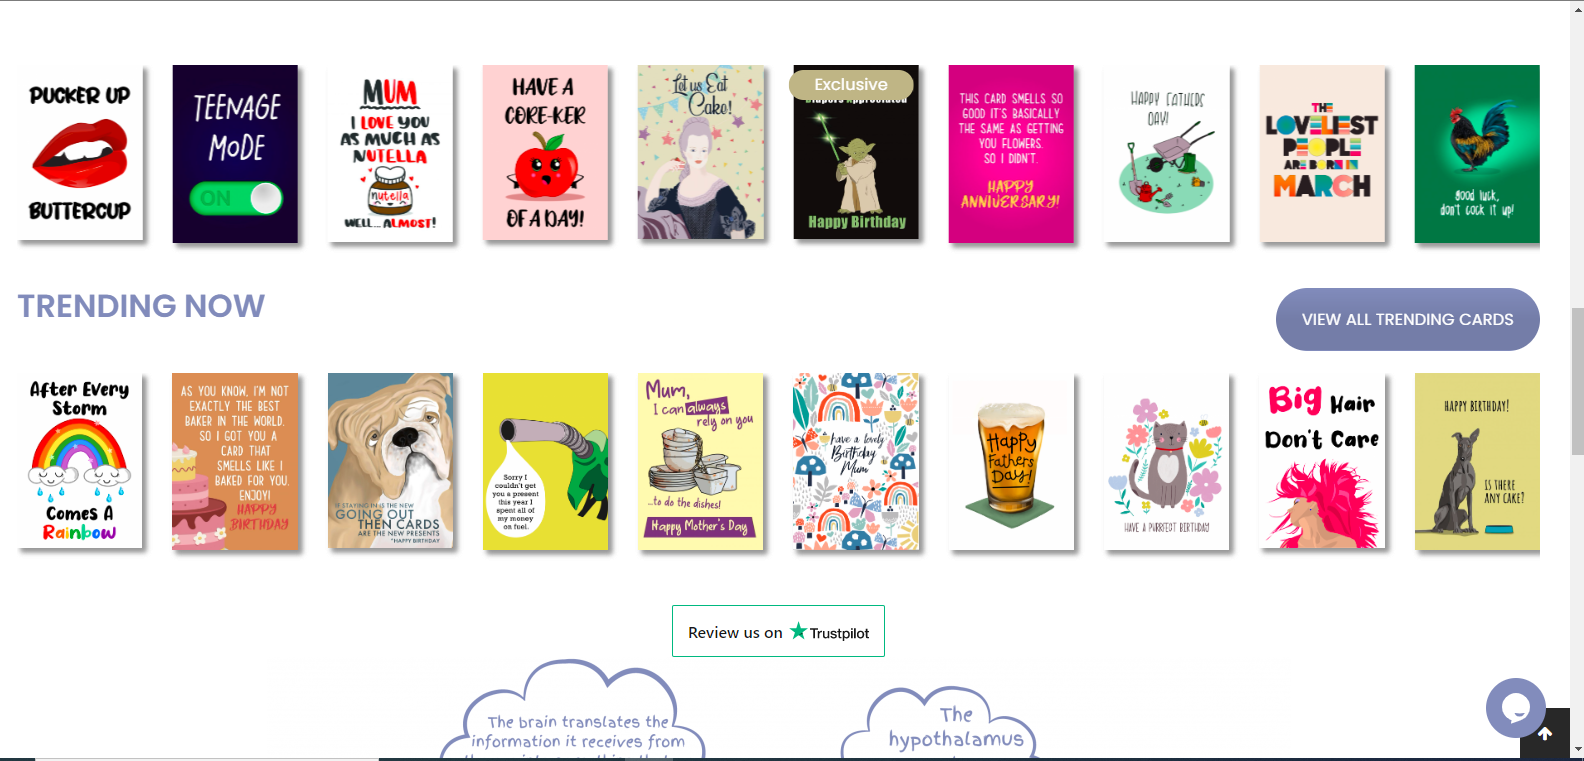 PUCKER UP
BUTTERCUP
TEENAGE
MODE
ON
MUM
I LOVE YOU
AS MUCH AS
NUTELLA
nutella
WELL... ALMOST!
HAVE A
CORE-KER
OF A DAY!
Let us Eat
Cake!
Exclusive
Diapers Appreciated
Happy Birthday
THIS CARD SMELLS SO
GOOD IT'S BASICALLY
THE SAME AS GETTING
YOU FLOWERS.
SO I DIDN'T.
HAPPY
ANNIVERSARY!
HAPPY FATHERS
DAY!
THE
LOVELIEST
PEOPLE
ARE BORN IN
MARCH
good luck,
don't cock it up!
TRENDING NOW
VIEW ALL TRENDING CARDS
After Every
Storm
Comes A
Rainbow
AS YOU KNOW, I'M NOT
EXACTLY THE BEST
BAKER IN THE WORLD.
SO I GOT YOU A
CARD THAT
SMELLS LIKE I
BAKED FOR YOU.
ENJOY!
HAPPY
BIRTHDAY
IF STAYING IN IS THE NEW
GOING OUT
THEN CARDS
ARE THE NEW PRESENTS
*HAPPY BIRTHDAY
Sorry I
couldn't get
you a present
this year I
spent all of
my money
on fuel.
Mum,
I can always
rely on you
...to do the dishes!
Happy Mother's Day
have a lovely
Birthday
Mum
Happy
Fathers
Day!
HAVE A PURRFECT BIRTHDAY
Big Hair
Don't Care
HAPPY BIRTHDAY!
IS THERE
ANY CAKE?
Review us on Trustpilot
The brain translates the
information it receives from
The
hypothalamus